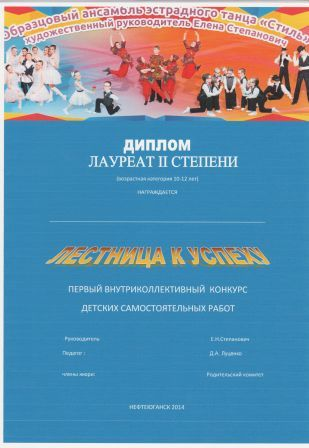 Образцовый ансамбль эстрадного танца «Стиль»
художественный руководитель Елена Степанович
ДИПЛОМ
ЛАУРЕАТ II СТЕПЕНИ
(возрастная категория 10-12 лет)
НАГРАЖДАЕТСЯ
ЛЕСТНИЦА К УСПЕХУ
ПЕРВЫЙ ВНУТРИКОЛЛЕКТИВНЫЙ КОНКУРС
ДЕТСКИХ САМОСТОЯТЕЛЬНЫХ РАБОТ
Руководитель Е.Н.Степанович
Педагог : Д.А. Луценко
члены жюри: Родительский комитет
НЕФТЕЮГАНСК 2014